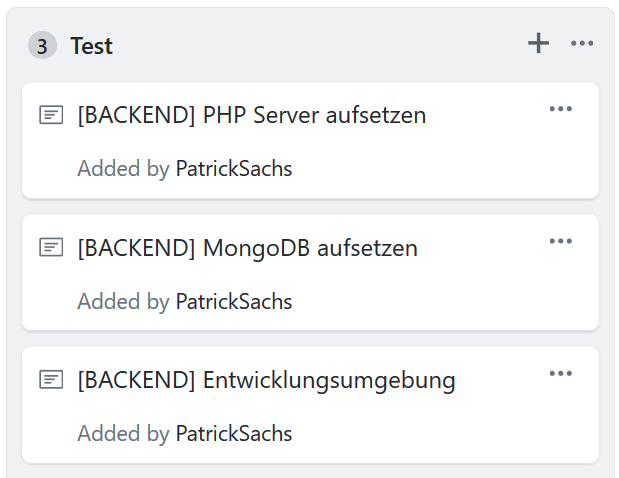 3 Test
[BACKEND] PHP Server aufsetzen
Added by PatrickSachs
[BACKEND] MongoDB aufsetzen
Added by PatrickSachs
[BACKEND] Entwicklungsumgebung
Added by PatrickSachs